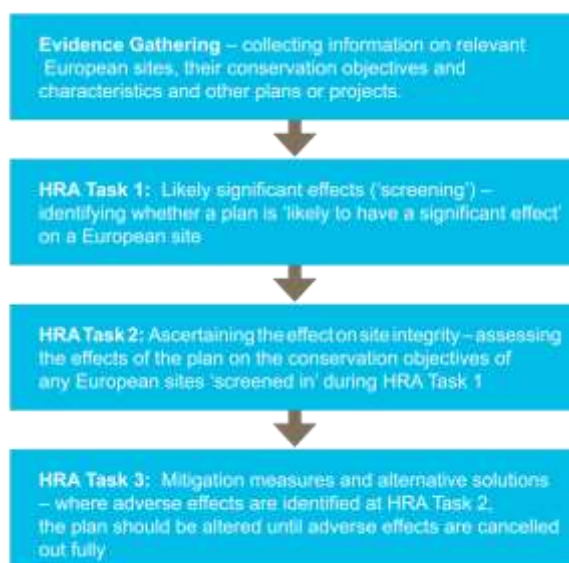 Evidence Gathering – collecting information on relevant
European sites, their conservation objectives and
characteristics and other plans or projects.
HRA Task 1: Likely significant effects (‘screening’) –
identifying whether a plan is ‘likely to have a significant effect’
on a European site
HRA Task 2: Ascertaining the effect on site integrity – assessing
the effects of the plan on the conservation objectives of
any European sites ‘screened in’ during HRA Task 1
HRA Task 3: Mitigation measures and alternative solutions
– where adverse effects are identified at HRA Task 2,
the plan should be altered until adverse effects are cancelled
out fully